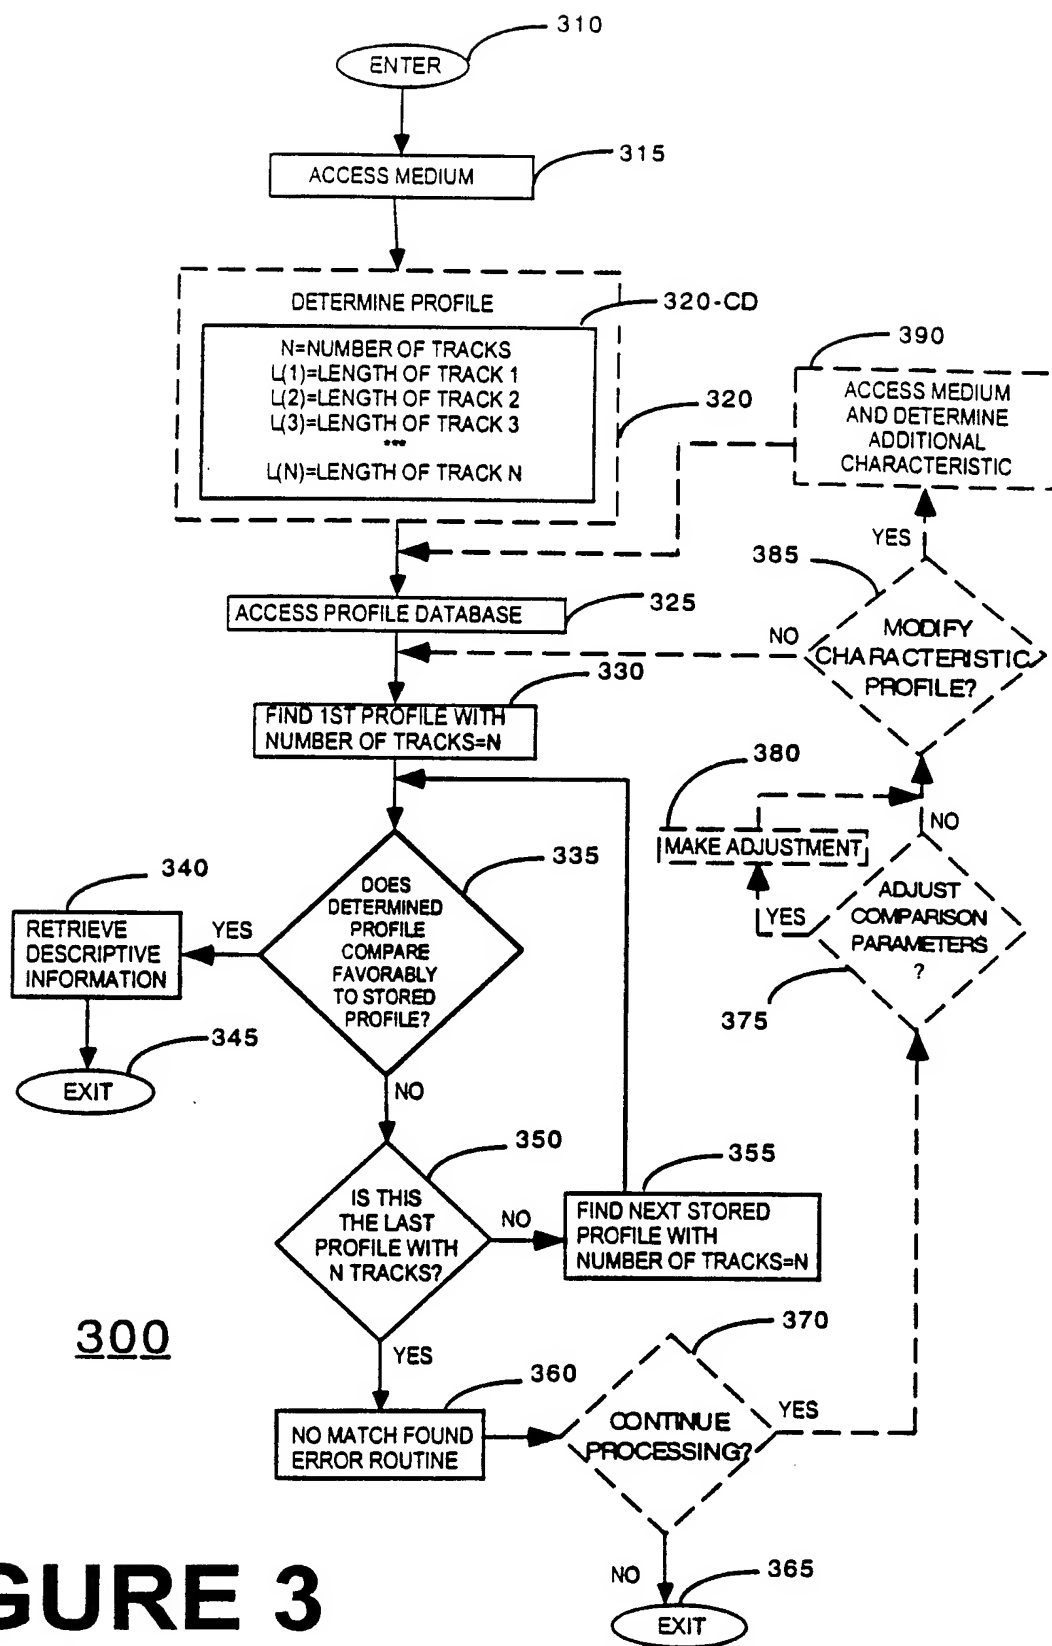 310
ENTER
315
ACCESS MEDIUM
DETERMINE PROFILE
320-CD
N=NUMBER OF TRACKS
L(1)=LENGTH OF TRACK 1
L(2)=LENGTH OF TRACK 2
L(3)=LENGTH OF TRACK 3
***
L(N)=LENGTH OF TRACK N
320
390
ACCESS MEDIUM
AND DETERMINE
ADDITIONAL
CHARACTERISTIC
YES
385
MODIFY
CHARACTERISTIC
PROFILE?
NO
ACCESS PROFILE DATABASE
325
330
FIND 1ST PROFILE WITH
NUMBER OF TRACKS=N
380
MAKE ADJUSTMENT
NO
YES
ADJUST
COMPARISON
PARAMETERS
?
375
335
DOES
DETERMINED
PROFILE
COMPARE
FAVORABLY
TO STORED
PROFILE?
340
YES
RETRIEVE
DESCRIPTIVE
INFORMATION
345
EXIT
NO
350
IS THIS
THE LAST
PROFILE WITH
N TRACKS?
NO
355
FIND NEXT STORED
PROFILE WITH
NUMBER OF TRACKS=N
300
YES
360
NO MATCH FOUND
ERROR ROUTINE
370
CONTINUE
PROCESSING?
YES
NO
365
EXIT
GURE 3